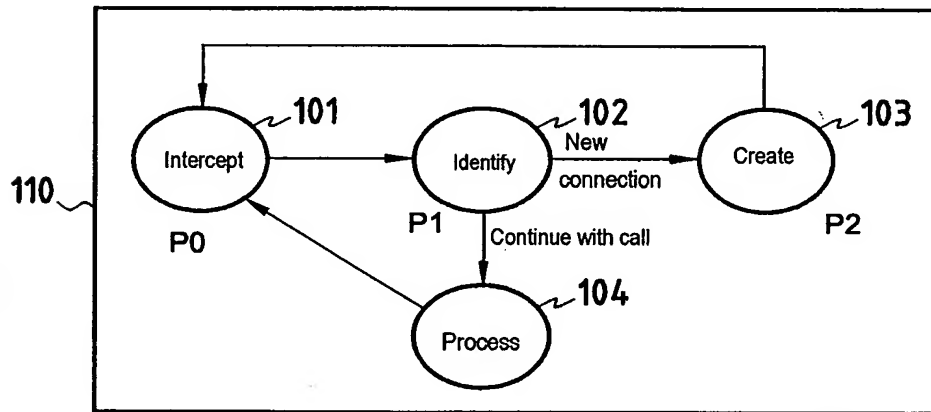 101
102
103
Intercept
Identify
New
connection
Create
110
P0
P1
P2
Continue with call
104
Process